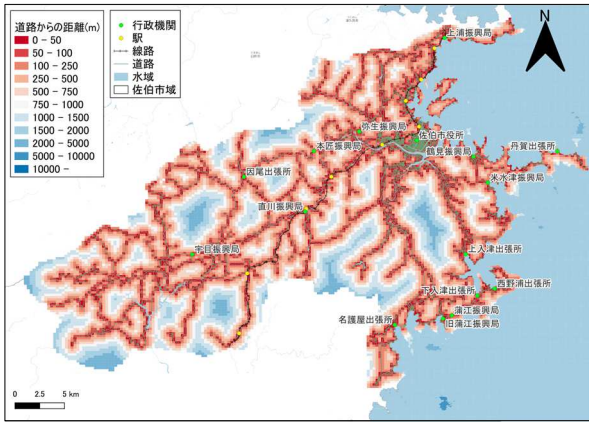 道路からの距離(m)
0 - 50
50 - 100
100 - 250
250 - 500
500 - 750
750 - 1000
1000 - 1500
1500 - 2000
2000 - 5000
5000 - 10000
10000 -
行政機関
駅
線路
道路
水域
佐伯市域
N
上浦振興局
弥生振興局
佐伯市役所
本匠振興局
鶴見振興局
丹賀出張所
因尾出張所
米水津振興局
直川振興局
宇目振興局
上入津出張所
西野浦出張所
下入津出張所
蒲江振興局
名護屋出張所
旧蒲江振興局
0 2.5 5 km